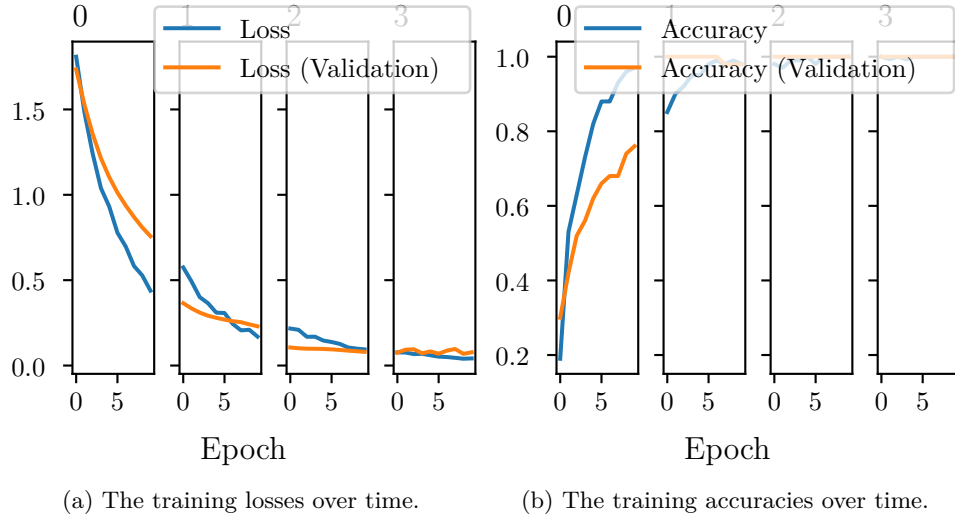 0 1 2 3
Loss
Loss (Validation)
1.5
1.0
0.5
0.0
0 5 0 5 0 5 0 5
Epoch
(a) The training losses over time.
0 1 2 3
Accuracy
Accuracy (Validation)
1.0
0.8
0.6
0.4
0.2
0 5 0 5 0 5 0 5
Epoch
(b) The training accuracies over time.